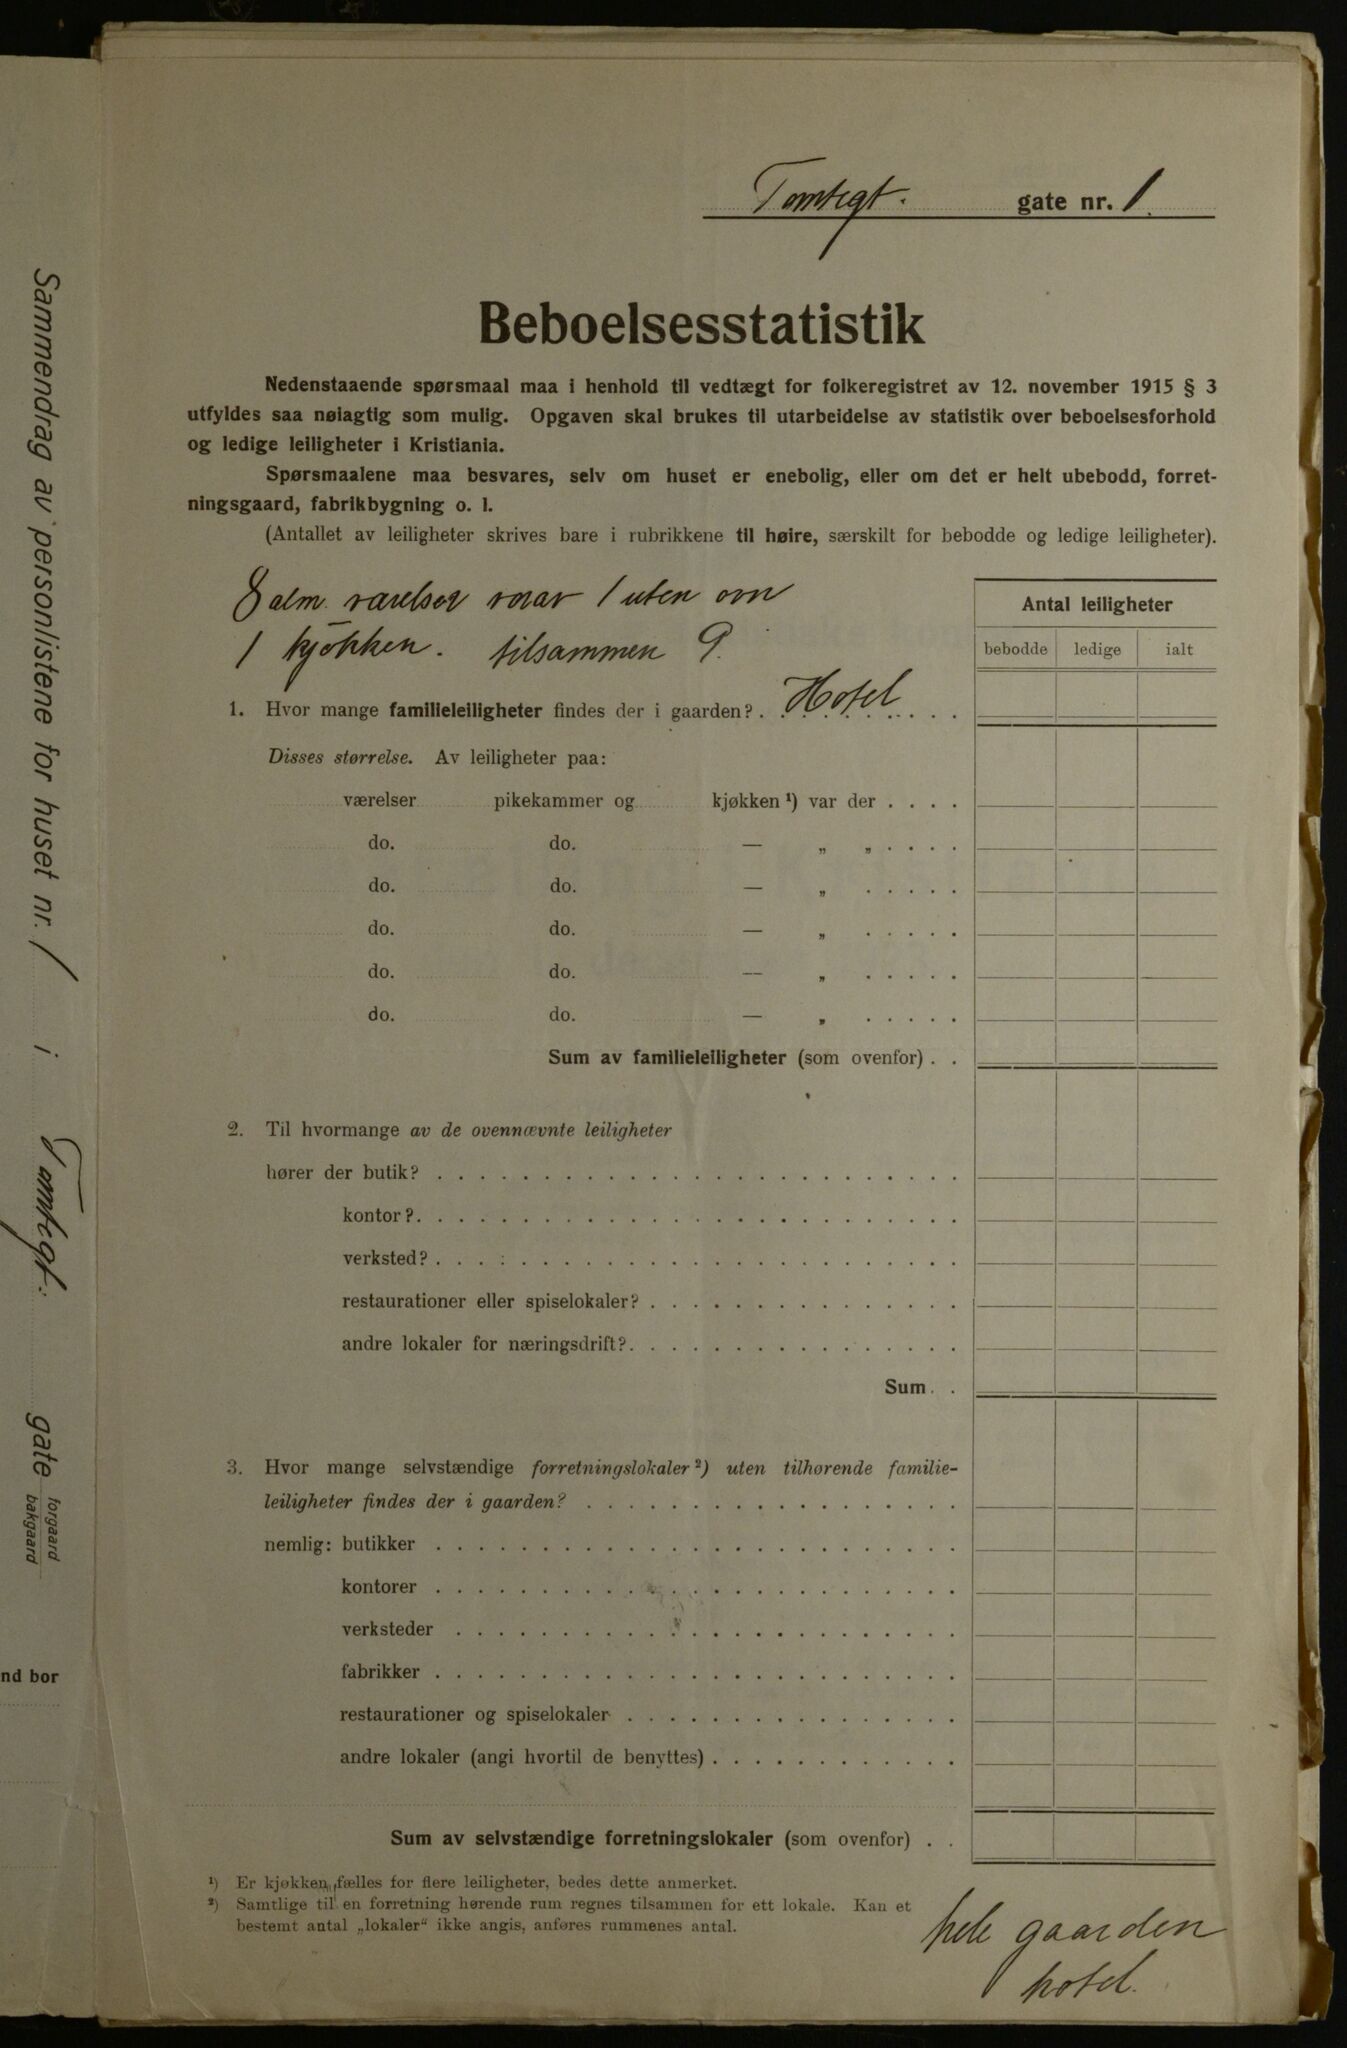 Tomtegt. gate nr. 1.
Beboelsesstatistik
Nedenstaaende spørsmaal maa i henhold til vedtægt for folkeregistret av 12. november 1915 § 3
utfyldes saa nøiagtig som mulig. Opgaven skal brukes til utarbeidelse av statistik over beboelsesforhold
og ledige leiligheter i Kristiania.
Spørsmaalene maa besvares, selv om huset er enebolig, eller om det er helt ubebodd, forret-
ningsgaard, fabrikbygning o. l.
(Antallet av leiligheter skrives bare i rubrikkene til høire, særskilt for bebodde og ledige leiligheter).
8 alm. værelser 1 uten ovn
1 kjøkken. tilsammen 9.
Antal leiligheter
bebodde ledige ialt
1. Hvor mange familieleiligheter findes der i gaarden? . Hotel . . .
Disses størrelse. Av leiligheter paa:
værelser pikekammer og kjøkken ¹) var der . . . .
do. do. — „ „ . . . .
do. do. — „ . . . . .
do. do. — „ . . . . .
do. do. — „ . . . . .
do. do. — „ . . . . .
Sum av familieleiligheter (som ovenfor) . .
2. Til hvormange av de ovennævnte leiligheter
hører der butik? . . . . . . . . . . . . . . . . . . . . . . . . .
kontor? . . . . . . . . . . . . . . . . . . . . . . . . . .
verksted? . . . . . . . . . . . . . . . . . . . . . . . . .
restaurationer eller spiselokaler? . . . . . . . . . . . . . . .
andre lokaler for næringsdrift? . . . . . . . . . . . . . . . .
Sum . .
3. Hvor mange selvstændige forretningslokaler ²) uten tilhørende familie-
leiligheter findes der i gaarden? . . . . . . . . . . . . . . . . . .
nemlig: butikker . . . . . . . . . . . . . . . . . . . . . . . . .
kontorer . . . . . . . . . . . . . . . . . . . . . . . . .
verksteder . . . . . . . . . . . . . . . . . . . . . . . .
fabrikker . . . . . . . . . . . . . . . . . . . . . . . . .
restaurationer og spiselokaler . . . . . . . . . . . . . . . .
andre lokaler (angi hvortil de benyttes) . . . . . . . . . . . .
Sum av selvstændige forretningslokaler (som ovenfor) . .
¹) Er kjøkken fælles for flere leiligheter, bedes dette anmerket.
²) Samtlige til en forretning hørende rum regnes tilsammen for ett lokale. Kan et
bestemt antal „lokaler“ ikke angis, anføres rummenes antal.
hele gaarden
hotel.
Sammendrag av personlistene for huset nr. 1 i Tomtegt. gate forgaard
bakgaard
nd bor